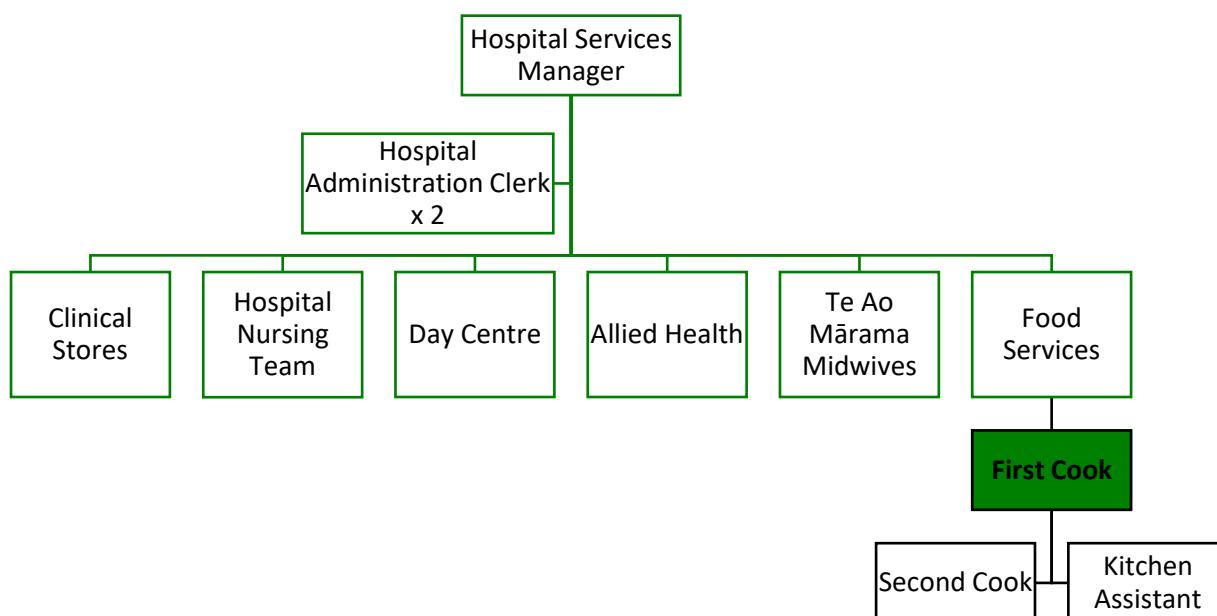 Hospital Services
Manager
Hospital
Administration Clerk
x 2
Clinical
Stores
Hospital
Nursing
Team
Day Centre
Allied Health
Te Ao
Mārama
Midwives
Food
Services
First Cook
Second Cook
Kitchen
Assistant